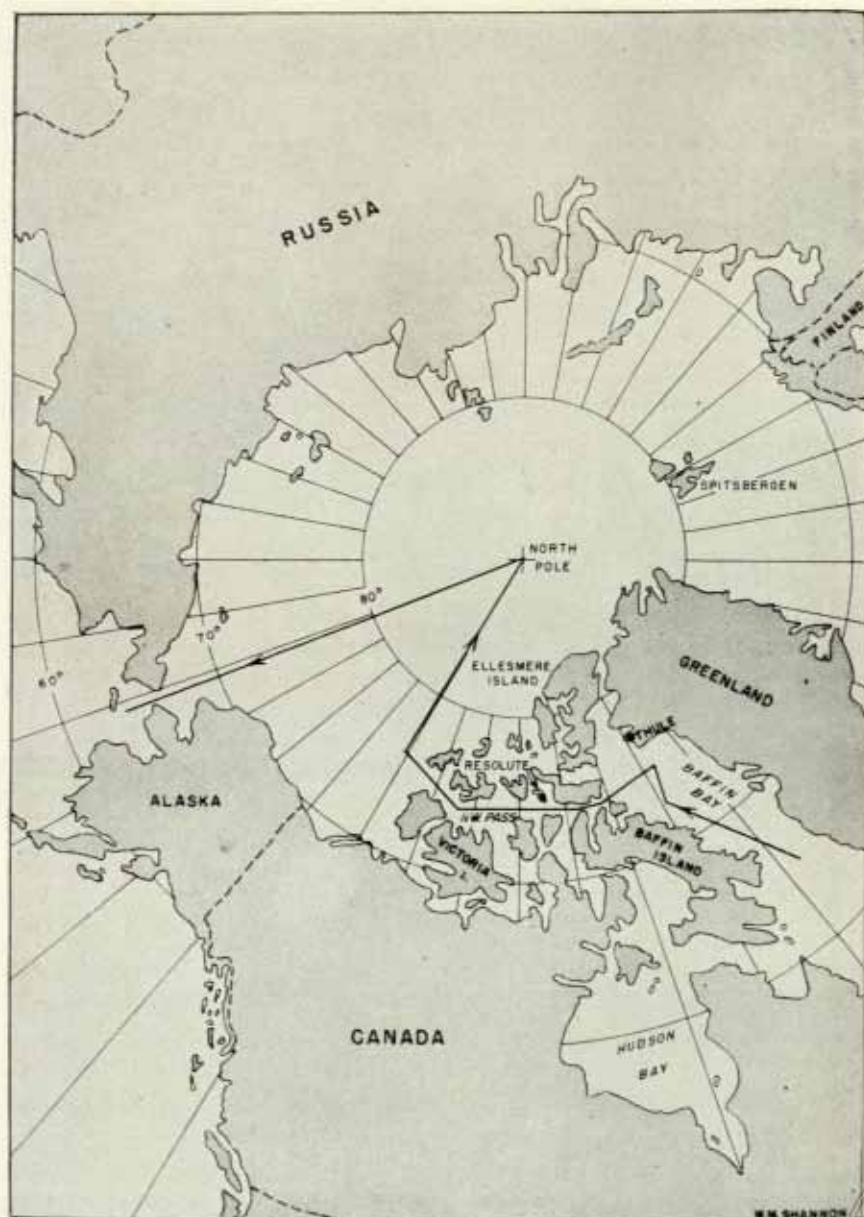 RUSSIA
FINLAND
SPITSBERGEN
NORTH
POLE
80°
70°
60°
ELLESMERE
ISLAND
GREENLAND
THULE
RESOLUTE
BAFFIN
BAY
ALASKA
NW PASS
VICTORIA
I.
BAFFIN
ISLAND
CANADA
HUDSON
BAY
W.M. SHANNON